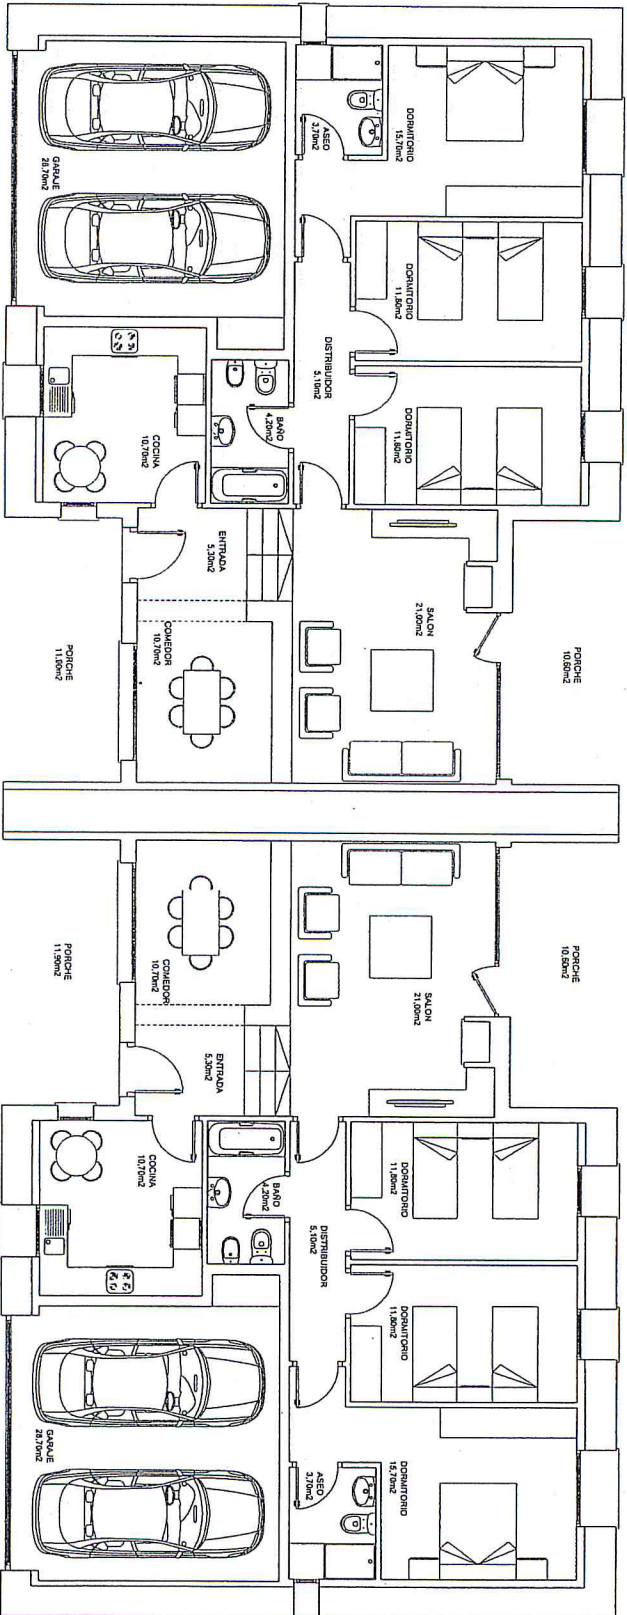 DORMITORIO
15,70m2
DORMITORIO
11,80m2
DORMITORIO
11,80m2
PORCHE
10,60m2
ASEO
3,70m2
DISTRIBUIDOR
5,10m2
SALON
21,00m2
BAÑO
4,20m2
ENTRADA
5,30m2
GARAJE
28,70m2
COCINA
10,70m2
COMEDOR
10,70m2
PORCHE
11,90m2
PORCHE
10,60m2
DORMITORIO
11,80m2
DORMITORIO
11,80m2
DORMITORIO
15,70m2
SALON
21,00m2
DISTRIBUIDOR
5,10m2
ASEO
3,70m2
ENTRADA
5,30m2
BAÑO
4,20m2
COMEDOR
10,70m2
COCINA
10,70m2
GARAJE
28,70m2
PORCHE
11,90m2